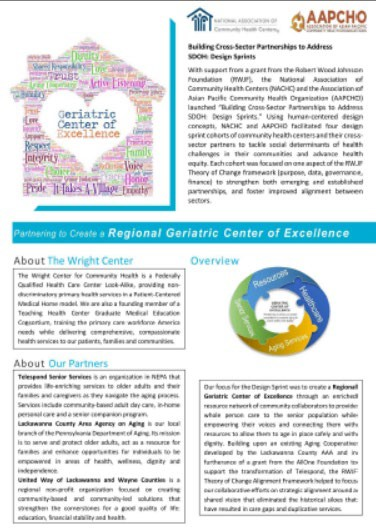 NATIONAL ASSOCIATION OF
Community Health Centers
AAPCHO
Building Cross-Sector Partnerships to Address
SDOH: Design Sprints
With support from a grant from the Robert Wood Johnson
Foundation (RWJF), the National Association of
Community Health Centers (NACHC) and the Association of
Asian Pacific Community Health Organization (AAPCHO)
launched "Building Cross-Sector Partnerships to Address
SDOH: Design Sprints." Using human-centered design
concepts, NACHC and AAPCHO facilitated four design
sprint cohorts of community health centers and their cross-
sector partners to tackle social determinants of health
challenges in their communities and advance health
equity. Each cohort was focused on one aspect of the RWJF
Theory of Change framework (purpose, data, governance,
finance) to strengthen both emerging and established
partnerships, and foster improved alignment between
sectors.
Trust
Active Listening
Geriatric
Center of
Excellence
Respect
Integrity
Voice
Honor
Pride It Takes A Village Empathy
Partnering to Create a Regional Geriatric Center of Excellence
About The Wright Center
The Wright Center for Community Health is a Federally
Qualified Health Care Center Look-Alike, providing non-
discriminatory primary health services in a Patient-Centered
Medical Home model. We are also a founding member of a
Teaching Health Center Graduate Medical Education
Consortium, training the primary care workforce America
needs while delivering comprehensive, compassionate
health services to our patients, families and communities.
Overview
Resources
Healthcare
Aging Services
About Our Partners
Telespond Senior Services is an organization in NEPA that
provides life-enriching services to older adults and their
families and caregivers as they navigate the aging process.
Services include community-based adult day care, in-home
personal care and a senior companion program.
Lackawanna County Area Agency on Aging is our local
branch of the Pennsylvania Department of Aging. Its mission
is to serve and protect older adults, act as a resource for
families and enhance opportunities for individuals to be
empowered in areas of health, wellness, dignity and
independence.
United Way of Lackawanna and Wayne Counties is a
regional non-profit organization focused on creating
community-based and community-led solutions that
strengthen the cornerstones for a good quality of life:
education, financial stability and health.
Our focus for the Design Sprint was to create a Regional
Geriatric Center of Excellence through an enriched
resource network of community collaborators to provide
whole person care to the senior population while
empowering their voices and connecting them with
resources to allow them to age in place safely and with
dignity. Building upon an existing Aging Cooperative
developed by the Lackawanna County AAA and its
furtherance of a grant from the AllOne Foundation to
support the transformation of Telespond, the RWJF
Theory of Change Alignment Framework helped to focus
our collaborative efforts on strategic alignment around a
shared vision that eliminated the historical silos that
have resulted in care gaps and duplicative services.